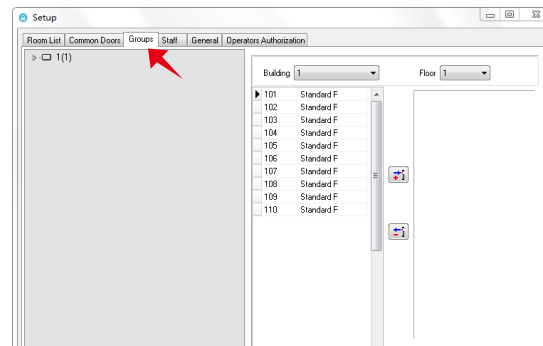 Setup
Room List Common Doors Groups Staff General Operators Authorization
1(1)
Building 1 Floor 1
101 Standard F
102 Standard F
103 Standard F
104 Standard F
105 Standard F
106 Standard F
107 Standard F
108 Standard F
109 Standard F
110 Standard F